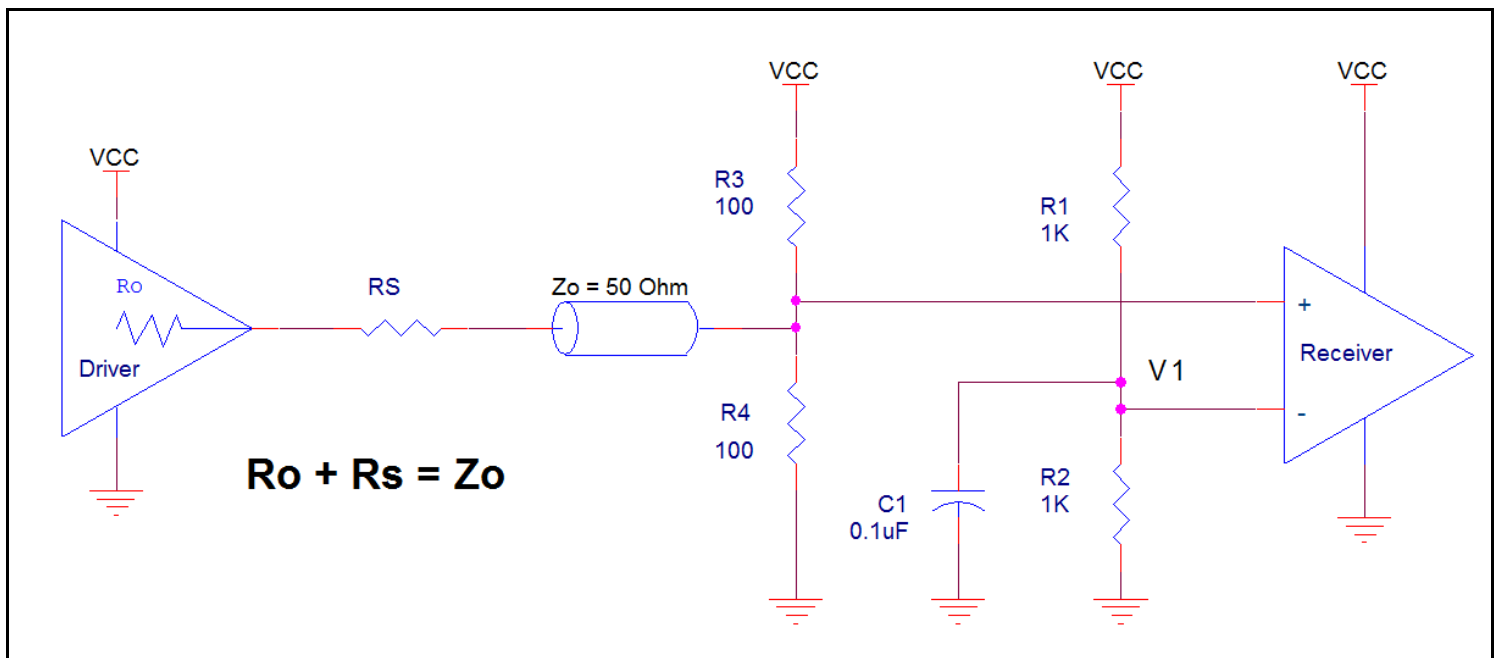 VCC
VCC
VCC
VCC
R3
100
R1
1K
Ro
RS
Zo = 50 Ohm
+
Driver
Receiver
V1
R4
100
-
Ro + Rs = Zo
R2
1K
C1
0.1uF